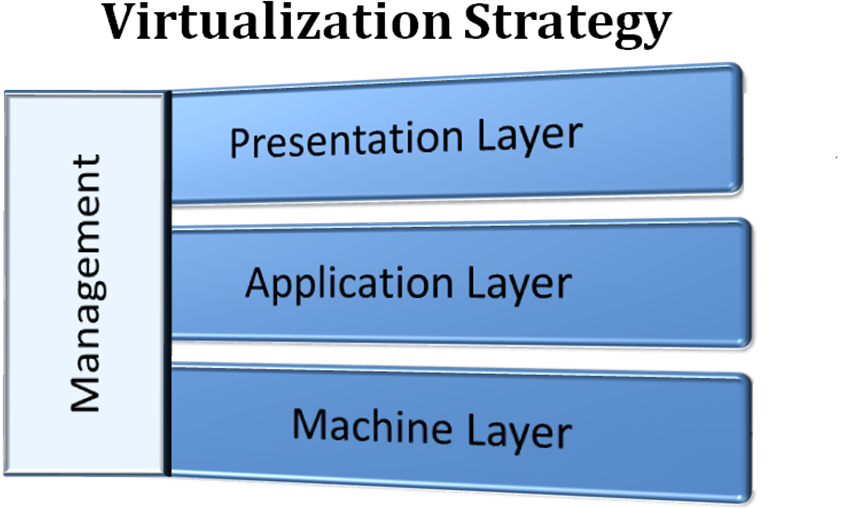 Virtualization Strategy
Management
Presentation Layer
Application Layer
Machine Layer